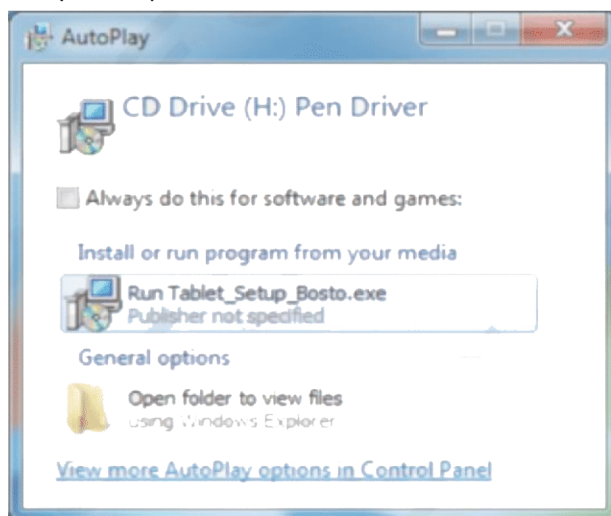 AutoPlay
CD Drive (H:) Pen Driver
Always do this for software and games:
Install or run program from your media
Run Tablet_Setup_Bosto.exe
Publisher not specified
General options
Open folder to view files
using Windows Explorer
View more AutoPlay options in Control Panel